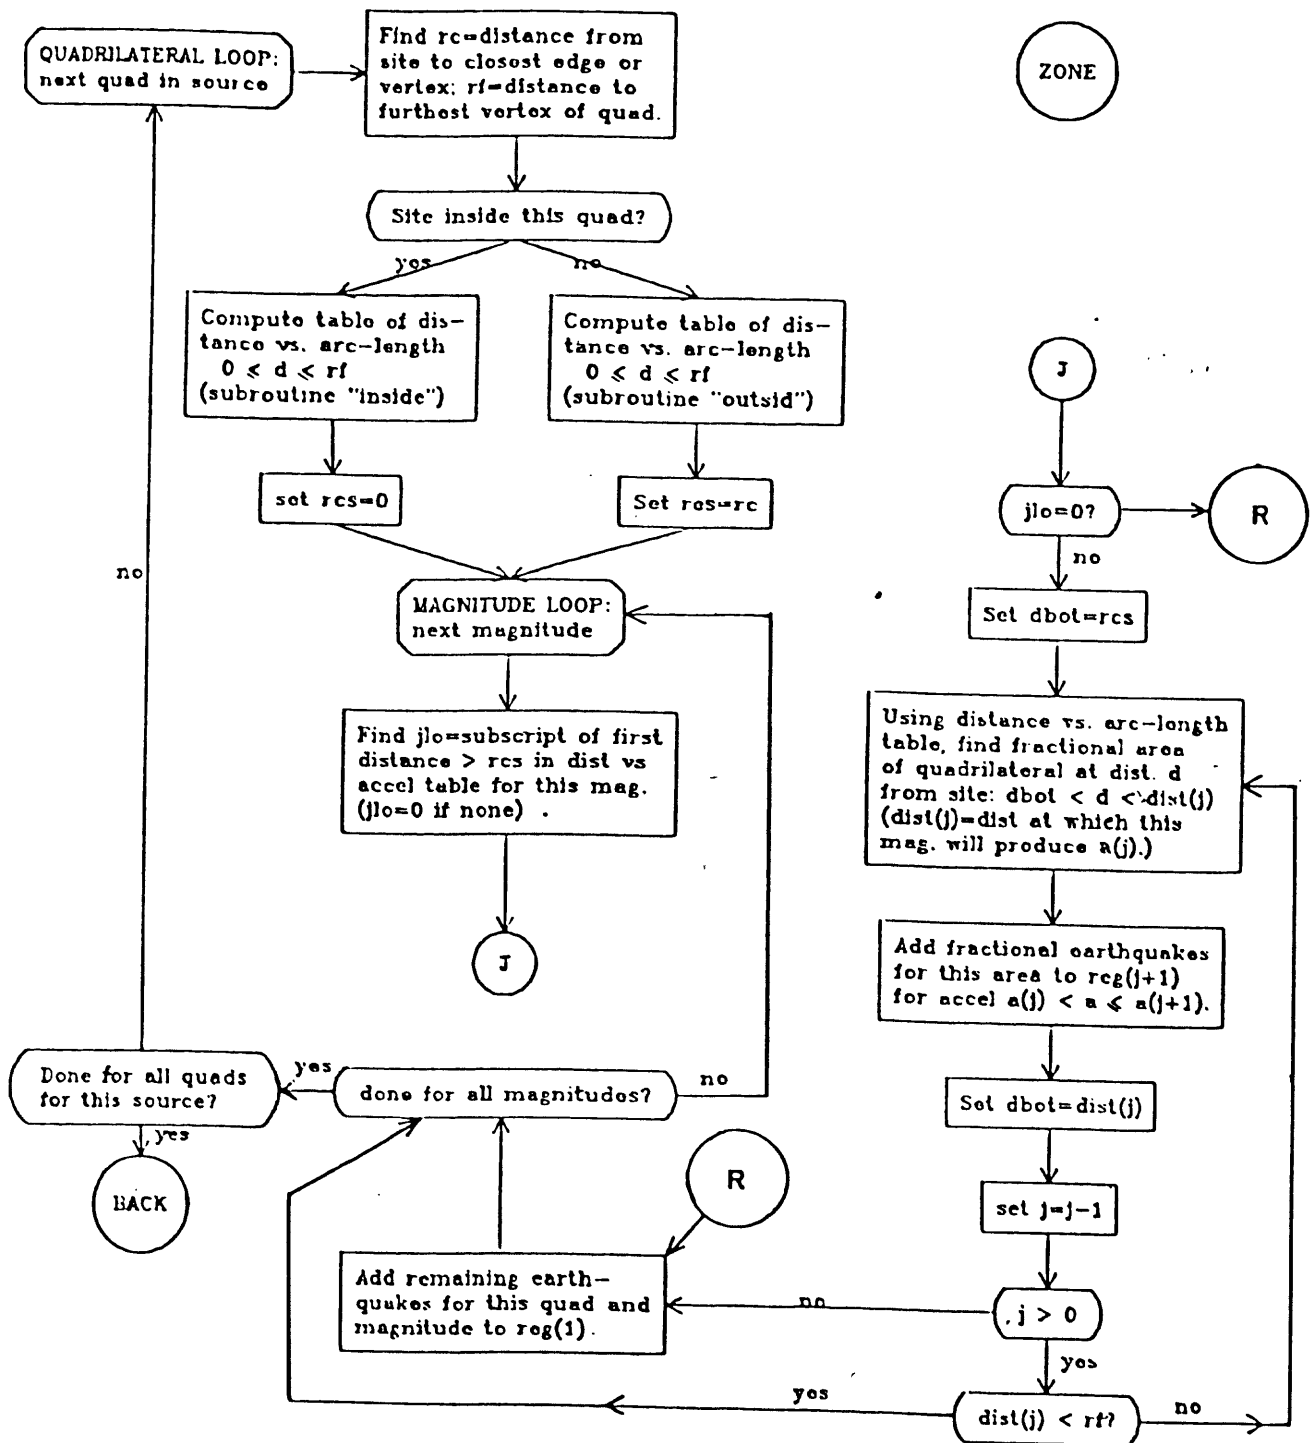 QUADRILATERAL LOOP:
next quad in source
Find rc=distance from
site to closest edge or
vertex; rf=distance to
furthest vertex of quad.
ZONE
Site inside this quad?
yes
no
Compute table of dis-
tance vs. arc-length
0 ⩽ d ⩽ rf
(subroutine "inside")
Compute table of dis-
tance vs. arc-length
0 ⩽ d ⩽ rf
(subroutine "outsid")
set rcs=0
Set rcs=rc
MAGNITUDE LOOP:
next magnitude
Find jlo=subscript of first
distance > rcs in dist vs
accel table for this mag.
(jlo=0 if none) .
J
no
Done for all quads
for this source?
yes
done for all magnitudes?
no
yes
BACK
R
Add remaining earth-
quakes for this quad and
magnitude to reg(1).
J
jlo=0?
R
no
Set dbot=rcs
Using distance vs. arc-length
table, find fractional area
of quadrilateral at dist. d
from site: dbot < d < dist(j)
(dist(j)=dist at which this
mag. will produce a(j).)
Add fractional earthquakes
for this area to reg(j+1)
for accel a(j) < a ⩽ a(j+1).
Set dbot=dist(j)
set j=j-1
j > 0
no
yes
dist(j) < rf?
yes
no